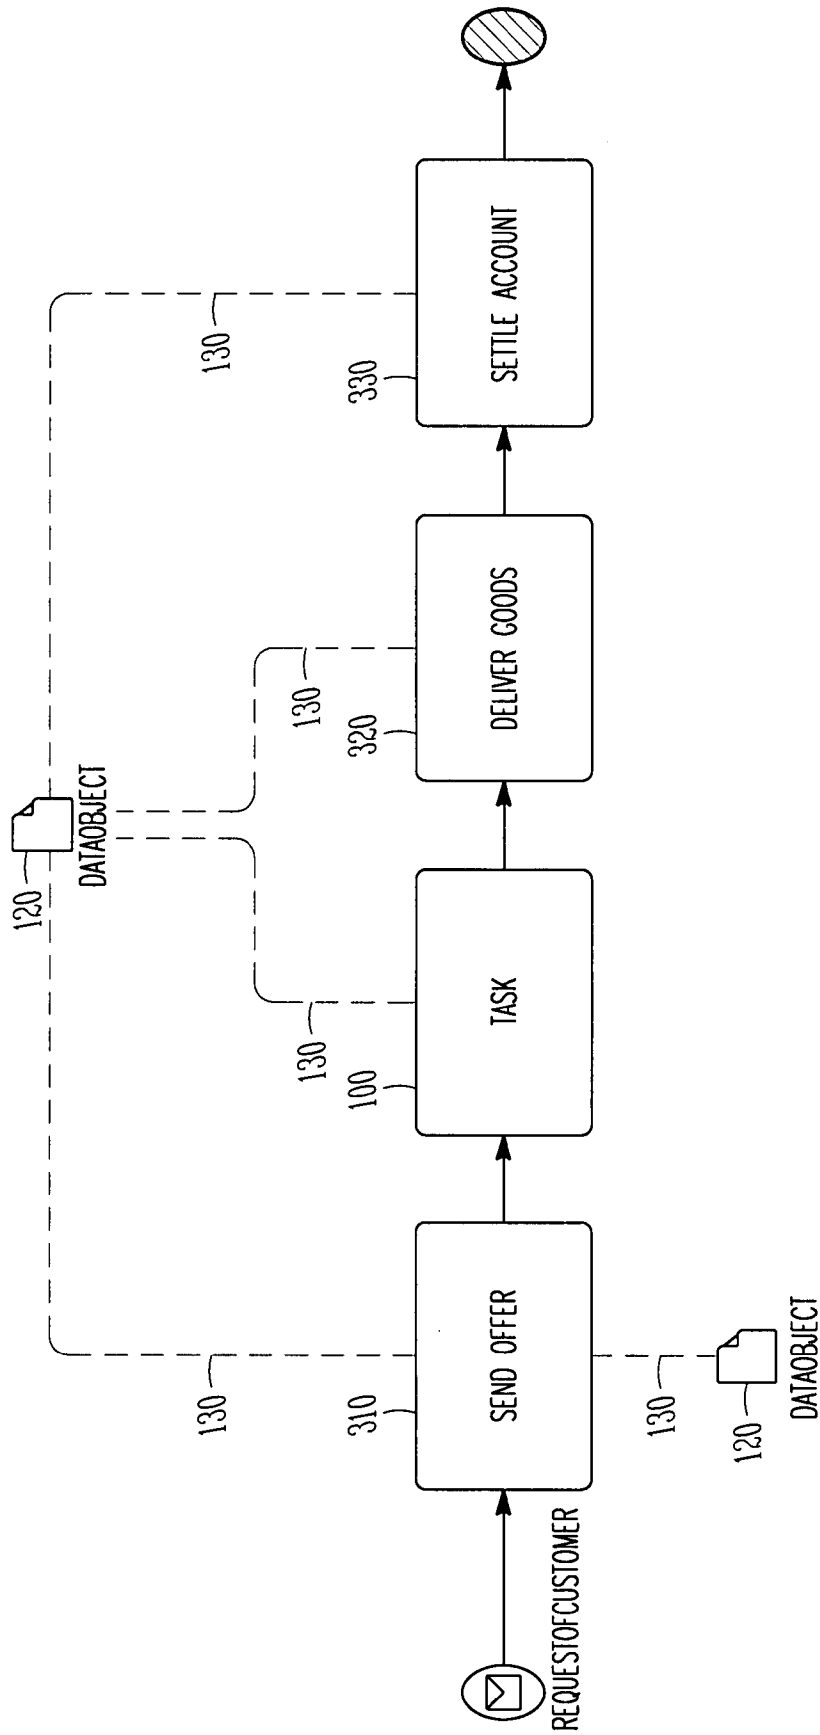 120
DATAOBJECT
130
130
130
130
310
100
320
330
REQUESTOFCUSTOMER
SEND OFFER
TASK
DELIVER GOODS
SETTLE ACCOUNT
130
120
DATAOBJECT